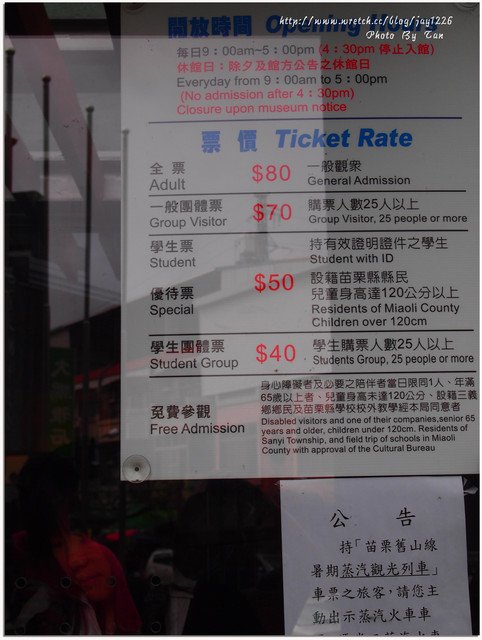 http://www.wretch.cc/blog/jay1226
Photo By Tan
開放時間 Opening Hours
每日9：00am~5：00pm (4：30pm 停止入館)
休館日：除夕及館方公告之休館日
Everyday from 9：00am to 5：00pm
(No admission after 4：30pm)
Closure upon museum notice
票價 Ticket Rate
全票 $80 一般觀衆
Adult General Admission
一般團體票 $70 購票人數25人以上
Group Visitor Group Visitor, 25 people or more
學生票 持有效證明證件之學生
Student Student with ID
$50
優待票 設籍苗栗縣縣民
兒童身高達120公分以上
Special Residents of Miaoli County
Children over 120cm
學生團體票 $40 學生購票人數25人以上
Student Group Students Group, 25 people or more
免費參觀
Free Admission
身心障礙者及必要之陪伴者當日限同1人、年滿
65歲以上者、兒童身高未達120公分、設籍三義
鄉鄉民及苗栗縣學校校外教學經本局同意者
Disabled visitors and one of their companies,senior 65
years and older, children under 120cm. Residents of
Sanyi Township, and field trip of schools in Miaoli
County with approval of the Cultural Bureau
公告
持「苗栗舊山線
暑期蒸汽觀光列車」
車票之旅客，請您主
動出示蒸汽火車車